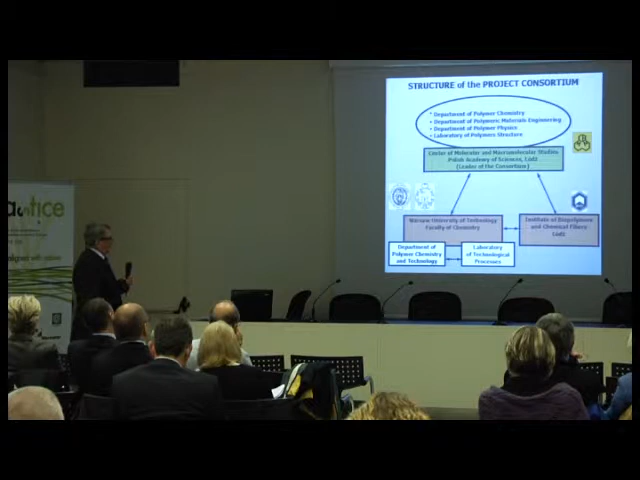 STRUCTURE of the PROJECT CONSORTIUM
• Department of Polymer Chemistry
• Department of Polymeric Materials Engineering
• Department of Polymer Physics
• Laboratory of Polymers Structure
Center of Molecular and Macromolecular Studies
Polish Academy of Sciences, Łódź
(Leader of the Consortium)
Warsaw University of Technology
Faculty of Chemistry
Institute of Biopolymers
and Chemical Fibers
Łódź
Department of
Polymer Chemistry
and Technology
Laboratory
of Technological
Processes